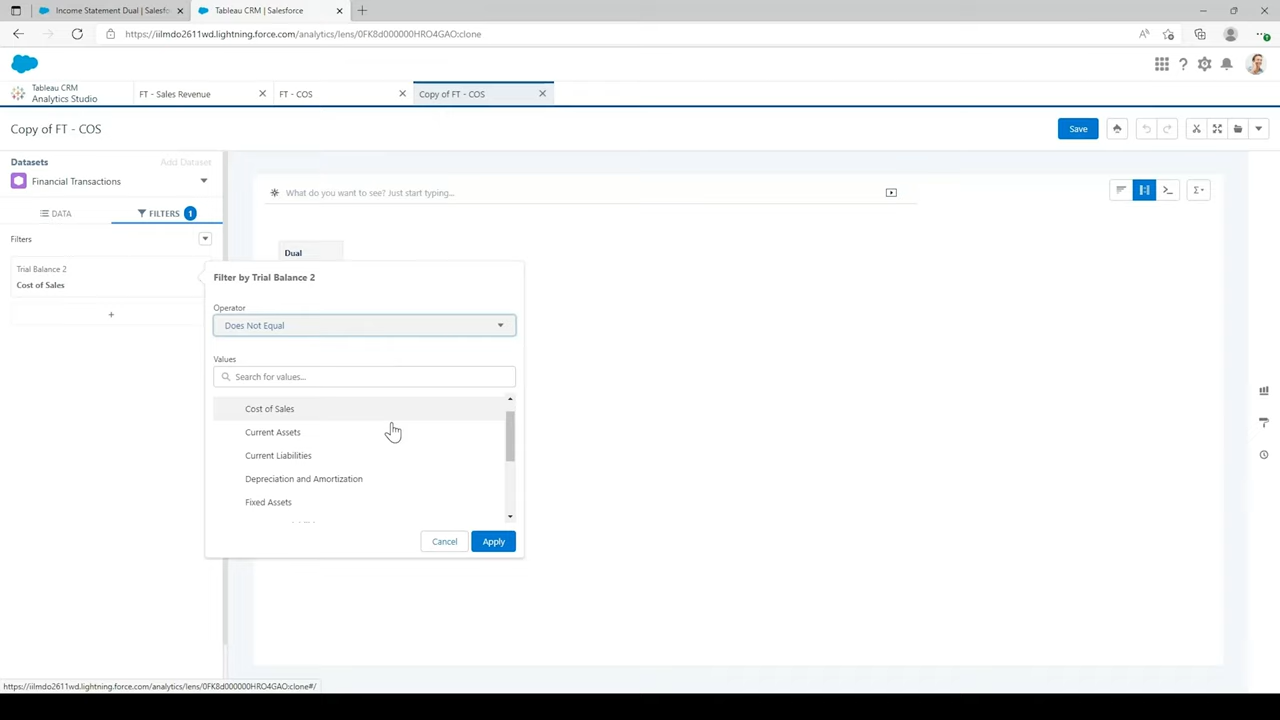 Income Statement Dual | Salesfo
Tableau CRM | Salesforce
https://iilmdo2611wd.lightning.force.com/analytics/lens/0FK8d000000HRO4GAO:clone
Tableau CRM
Analytics Studio
FT - Sales Revenue
FT - COS
Copy of FT - COS
Copy of FT - COS
Save
Datasets
Add Dataset
Financial Transactions
What do you want to see? Just start typing...
DATA
FILTERS 1
Filters
Dual
Trial Balance 2
Cost of Sales
Filter by Trial Balance 2
Operator
Does Not Equal
Values
Search for values...
Cost of Sales
Current Assets
Current Liabilities
Depreciation and Amortization
Fixed Assets
Cancel
Apply
https://iilmdo2611wd.lightning.force.com/analytics/lens/0FK8d000000HRO4GAO:clone#/